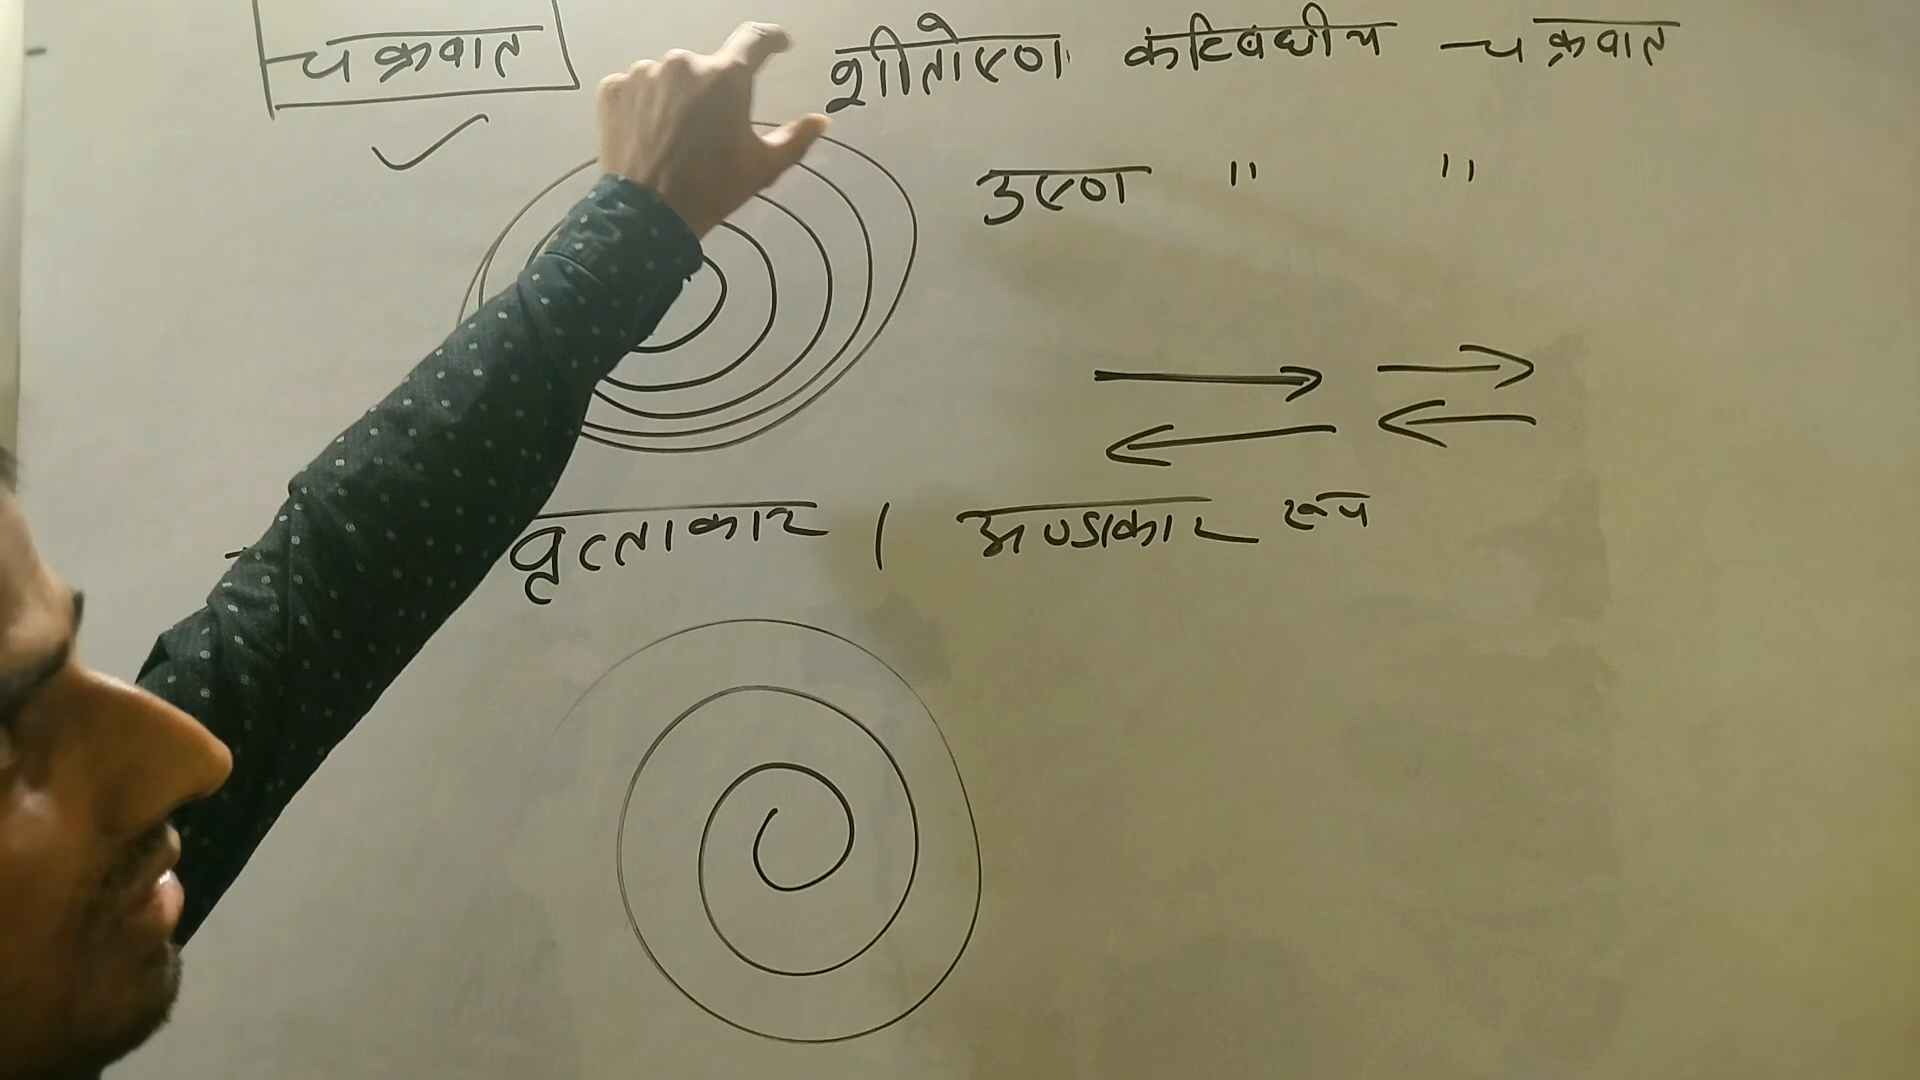 चक्रवात
शीतोष्ण कटिबंधीय चक्रवात
उष्ण " "
वृत्ताकार / अण्डाकार रूप